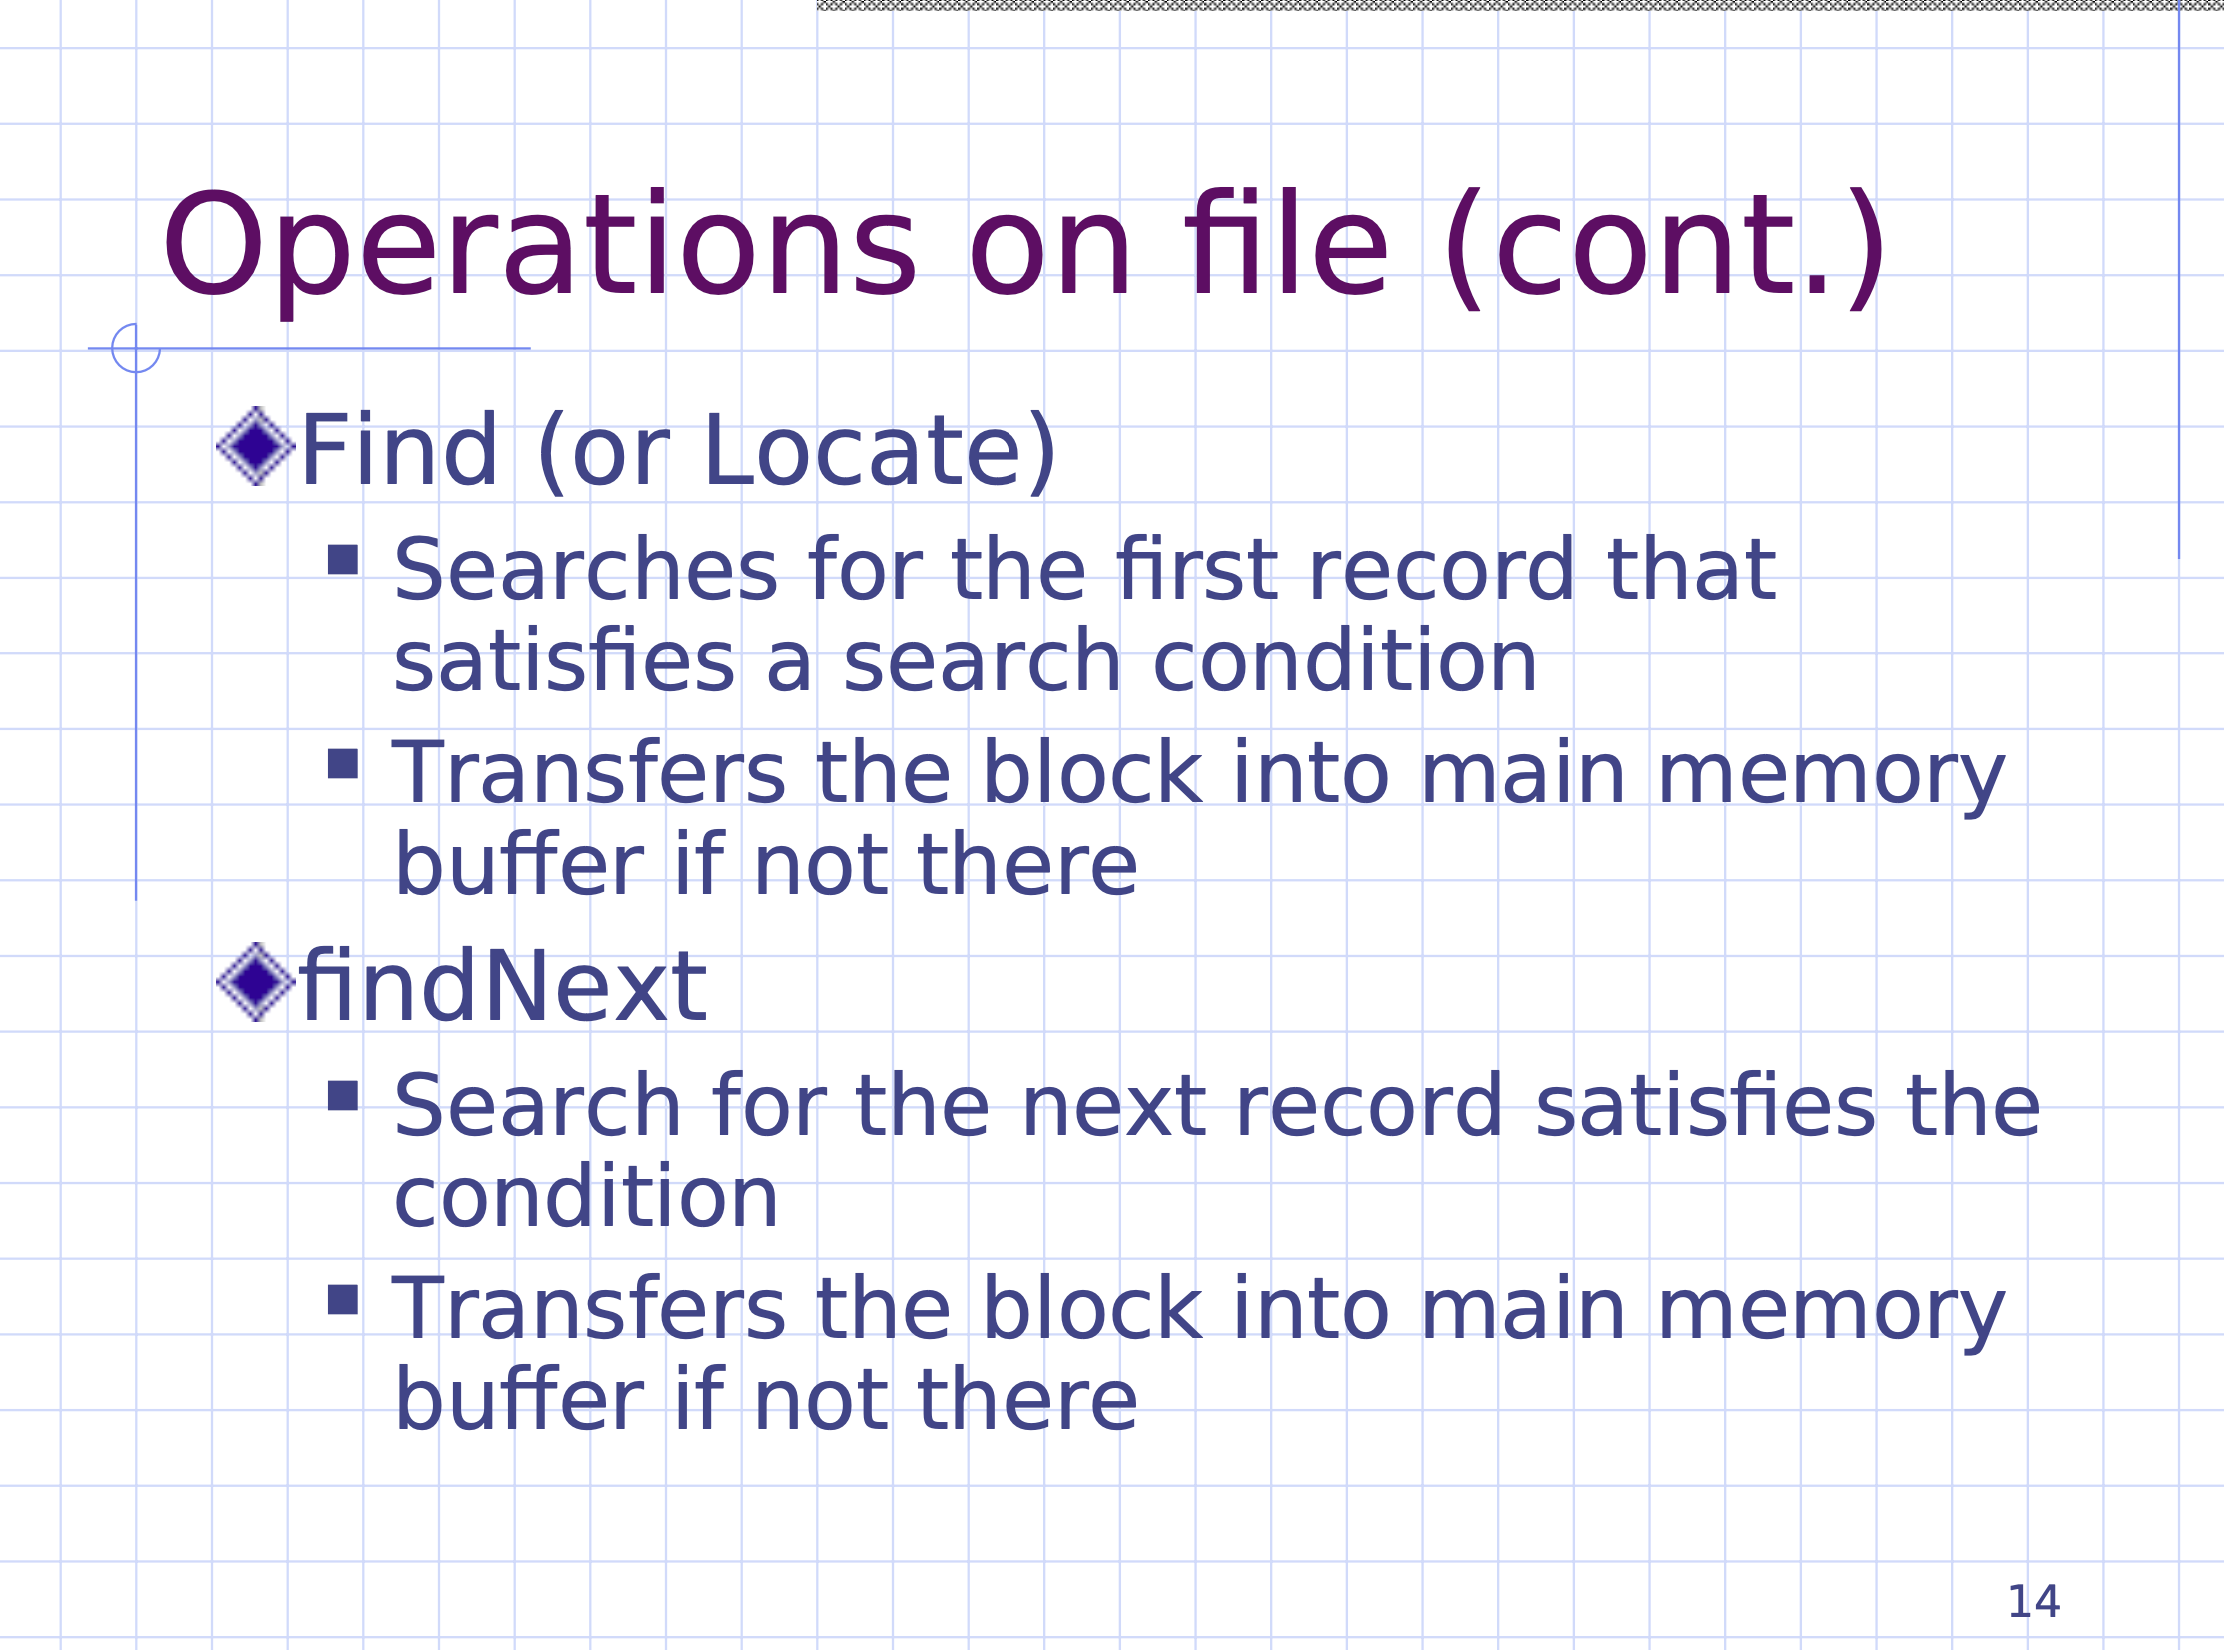 Operations on file (cont.)
Find (or Locate)
Searches for the first record that
satisfies a search condition
Transfers the block into main memory
buffer if not there
findNext
Search for the next record satisfies the
condition
Transfers the block into main memory
buffer if not there
14